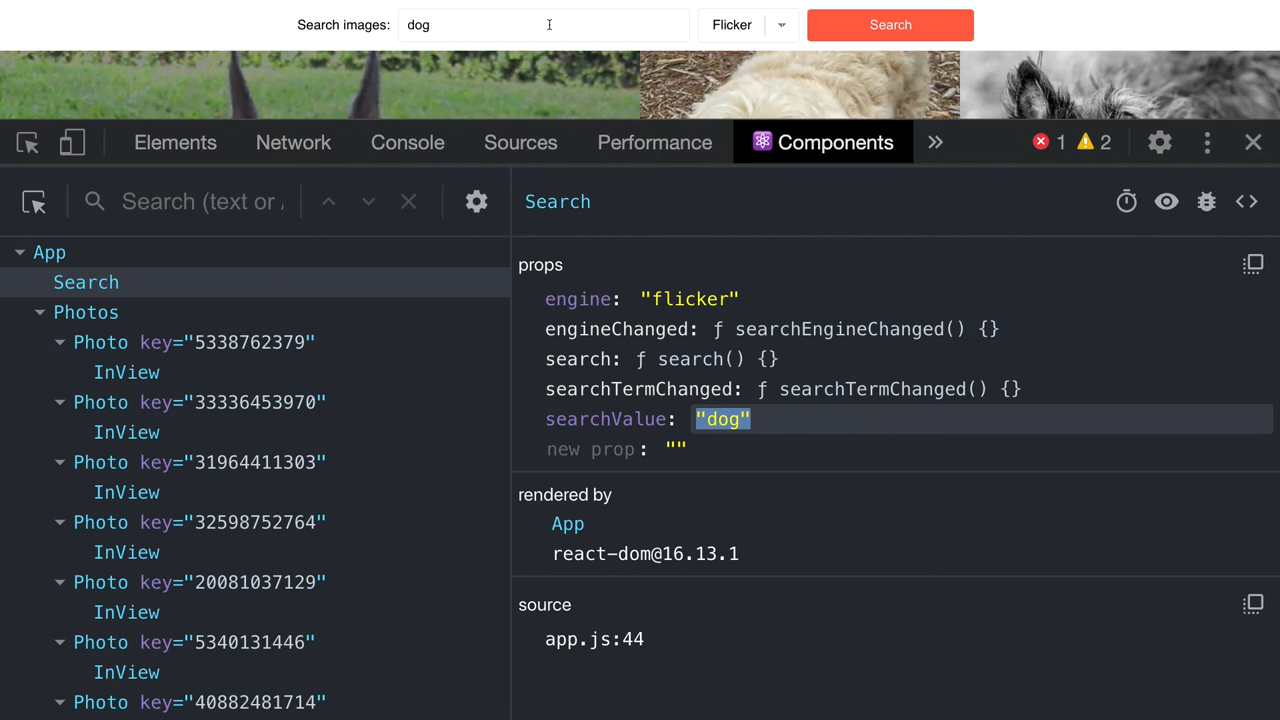 Search images: dog Flicker Search
Elements Network Console Sources Performance Components 1 2
Search (text or /
Search
App
Search
Photos
Photo key="5338762379"
InView
Photo key="33336453970"
InView
Photo key="31964411303"
InView
Photo key="32598752764"
InView
Photo key="20081037129"
InView
Photo key="5340131446"
InView
Photo key="40882481714"
props
engine: "flicker"
engineChanged: ƒ searchEngineChanged() {}
search: ƒ search() {}
searchTermChanged: ƒ searchTermChanged() {}
searchValue: "dog"
new prop: ""
rendered by
App
react-dom@16.13.1
source
app.js:44